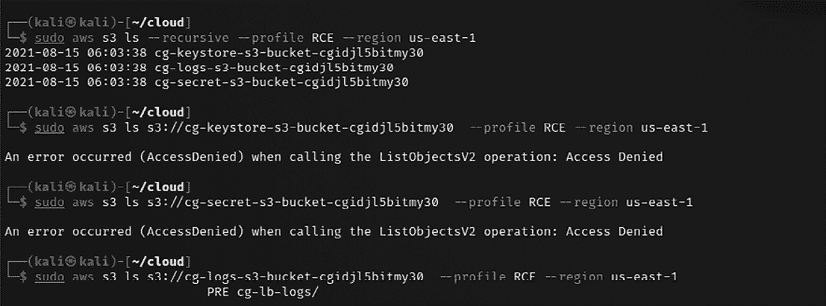 ┌──(kali㉿kali)-[~/cloud]
└─$ sudo aws s3 ls --recursive --profile RCE --region us-east-1
2021-08-15 06:03:38 cg-keystore-s3-bucket-cgidjl5bitmy30
2021-08-15 06:03:38 cg-logs-s3-bucket-cgidjl5bitmy30
2021-08-15 06:03:38 cg-secret-s3-bucket-cgidjl5bitmy30
┌──(kali㉿kali)-[~/cloud]
└─$ sudo aws s3 ls s3://cg-keystore-s3-bucket-cgidjl5bitmy30  --profile RCE --region us-east-1
An error occurred (AccessDenied) when calling the ListObjectsV2 operation: Access Denied
┌──(kali㉿kali)-[~/cloud]
└─$ sudo aws s3 ls s3://cg-secret-s3-bucket-cgidjl5bitmy30  --profile RCE --region us-east-1
An error occurred (AccessDenied) when calling the ListObjectsV2 operation: Access Denied
┌──(kali㉿kali)-[~/cloud]
└─$ sudo aws s3 ls s3://cg-logs-s3-bucket-cgidjl5bitmy30  --profile RCE --region us-east-1
                           PRE cg-lb-logs/